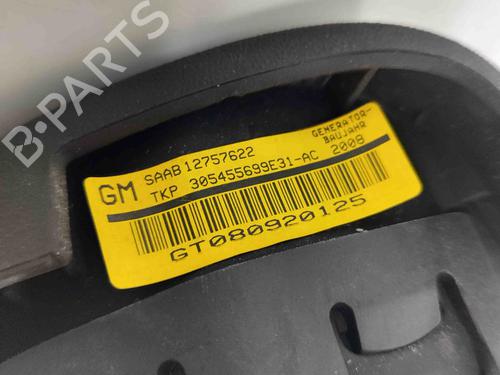 B-PARTS
GM SAAB 12757622 GENERATOR-
BAUJAHR
TKP 305455699E31-AC 2008
GT080920125